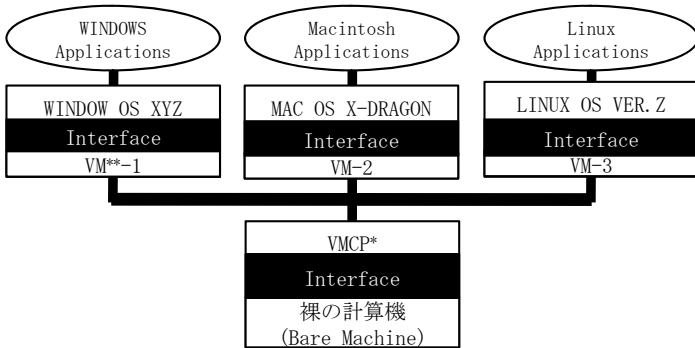 WINDOWS
Applications
Macintosh
Applications
Linux
Applications
WINDOW OS XYZ
Interface
VM**-1
MAC OS X-DRAGON
Interface
VM-2
LINUX OS VER.Z
Interface
VM-3
VMCP*
Interface
裸の計算機
(Bare Machine)